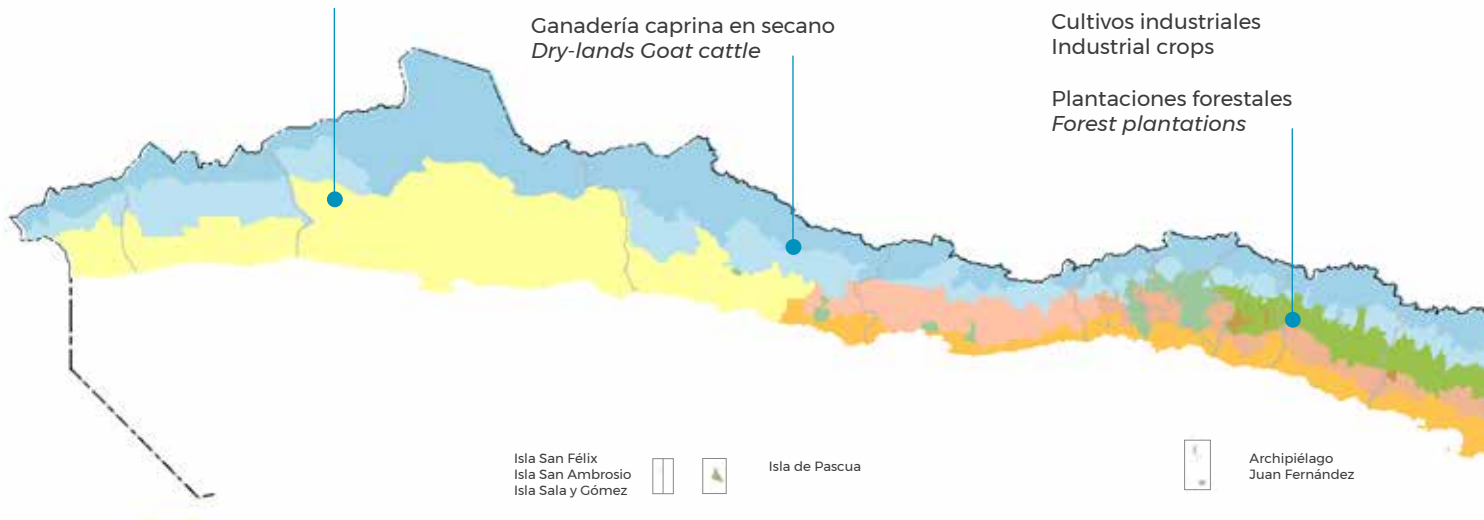 Ganadería caprina en secano
Dry-lands Goat cattle
Cultivos industriales
Industrial crops
Plantaciones forestales
Forest plantations
Isla San Félix
Isla San Ambrosio
Isla Sala y Gómez
Isla de Pascua
Archipiélago
Juan Fernández